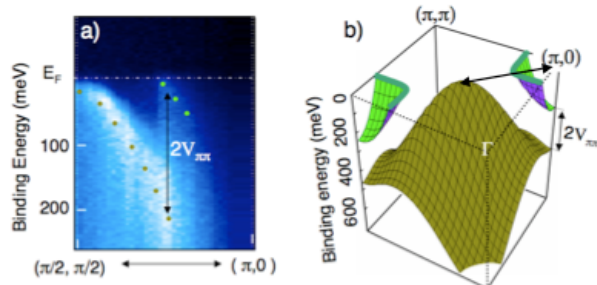 a)
E_F
Binding Energy (meV)
100
200
2V_ππ
(π/2, π/2)
(π,0)
b)
(π,π)
(π,0)
0
200
400
600
Binding energy (meV)
Γ
2V_ππ